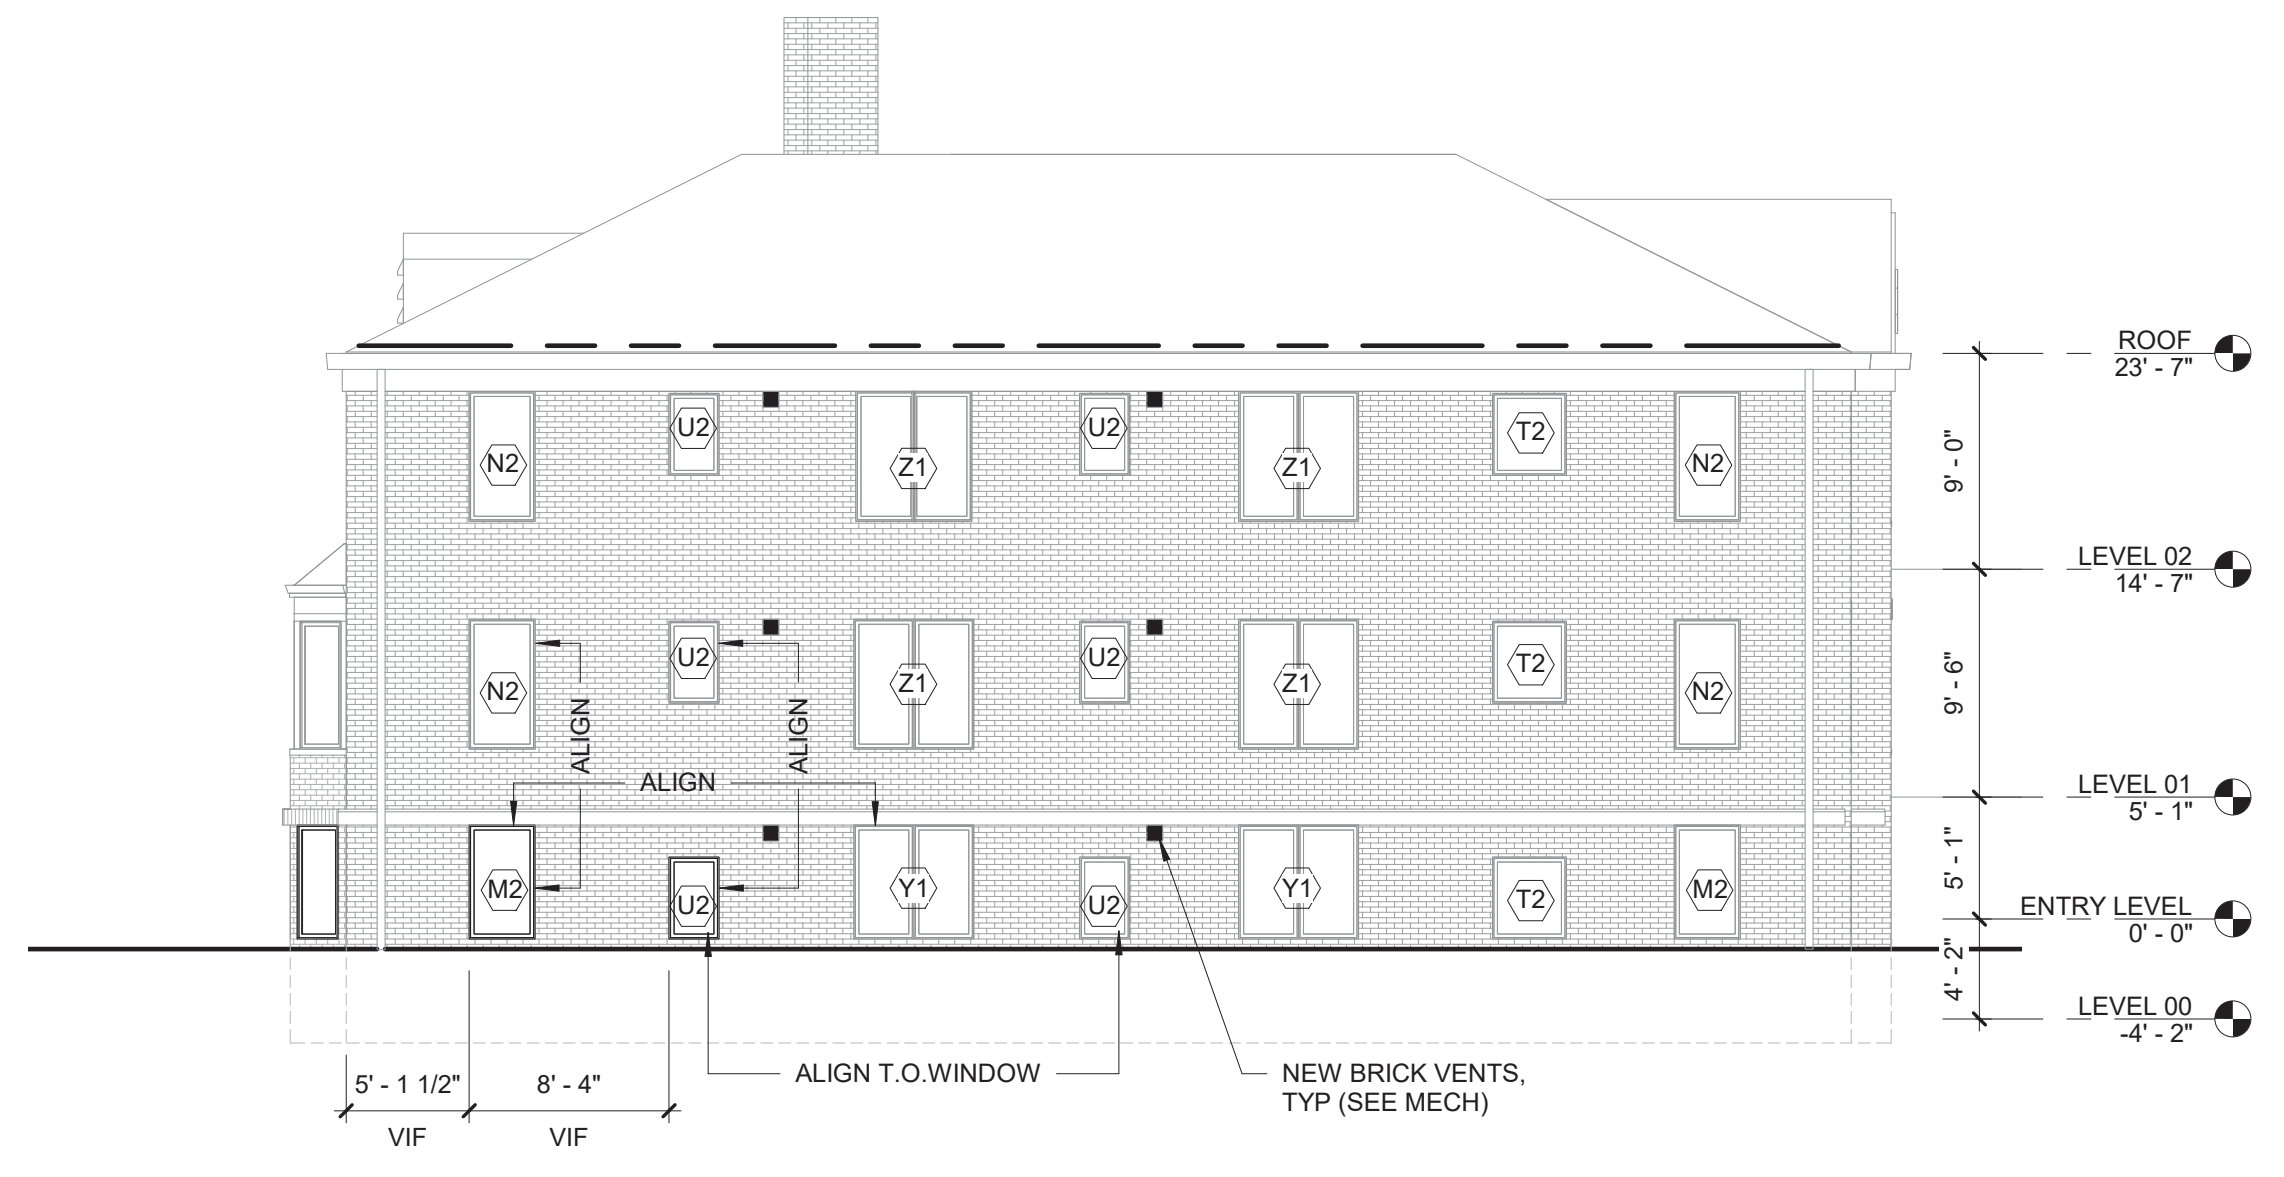 ROOF
23' - 7"
9' - 0"
U2
U2
T2
N2
Z1
Z1
N2
LEVEL 02
14' - 7"
9' - 6"
U2
U2
T2
N2
Z1
Z1
N2
ALIGN
ALIGN
ALIGN
LEVEL 01
5' - 1"
5' - 1"
M2
U2
Y1
U2
Y1
T2
M2
ENTRY LEVEL
0' - 0"
4' - 2"
LEVEL 00
-4' - 2"
5' - 1 1/2"
8' - 4"
VIF
VIF
ALIGN T.O.WINDOW
NEW BRICK VENTS,
TYP (SEE MECH)